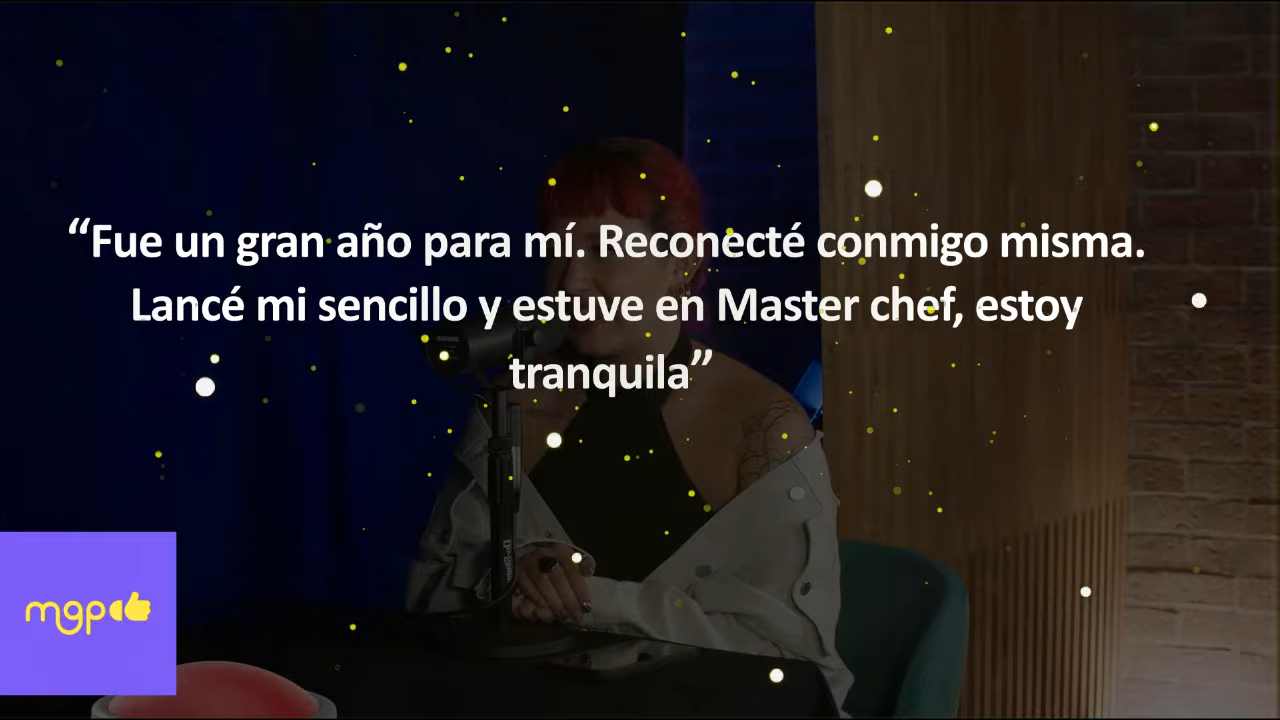 “Fue un gran año para mí. Reconecté conmigo misma.
Lancé mi sencillo y estuve en Master chef, estoy
tranquila”
mgp